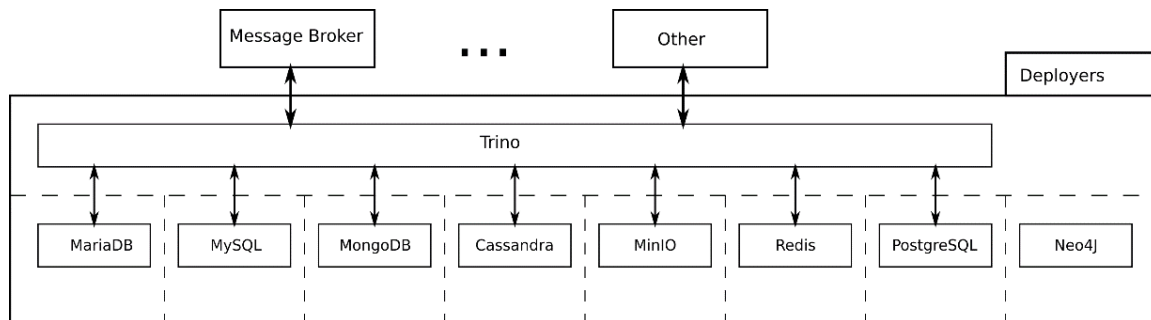 Message Broker
...
Other
Deployers
Trino
MariaDB
MySQL
MongoDB
Cassandra
MinIO
Redis
PostgreSQL
Neo4J